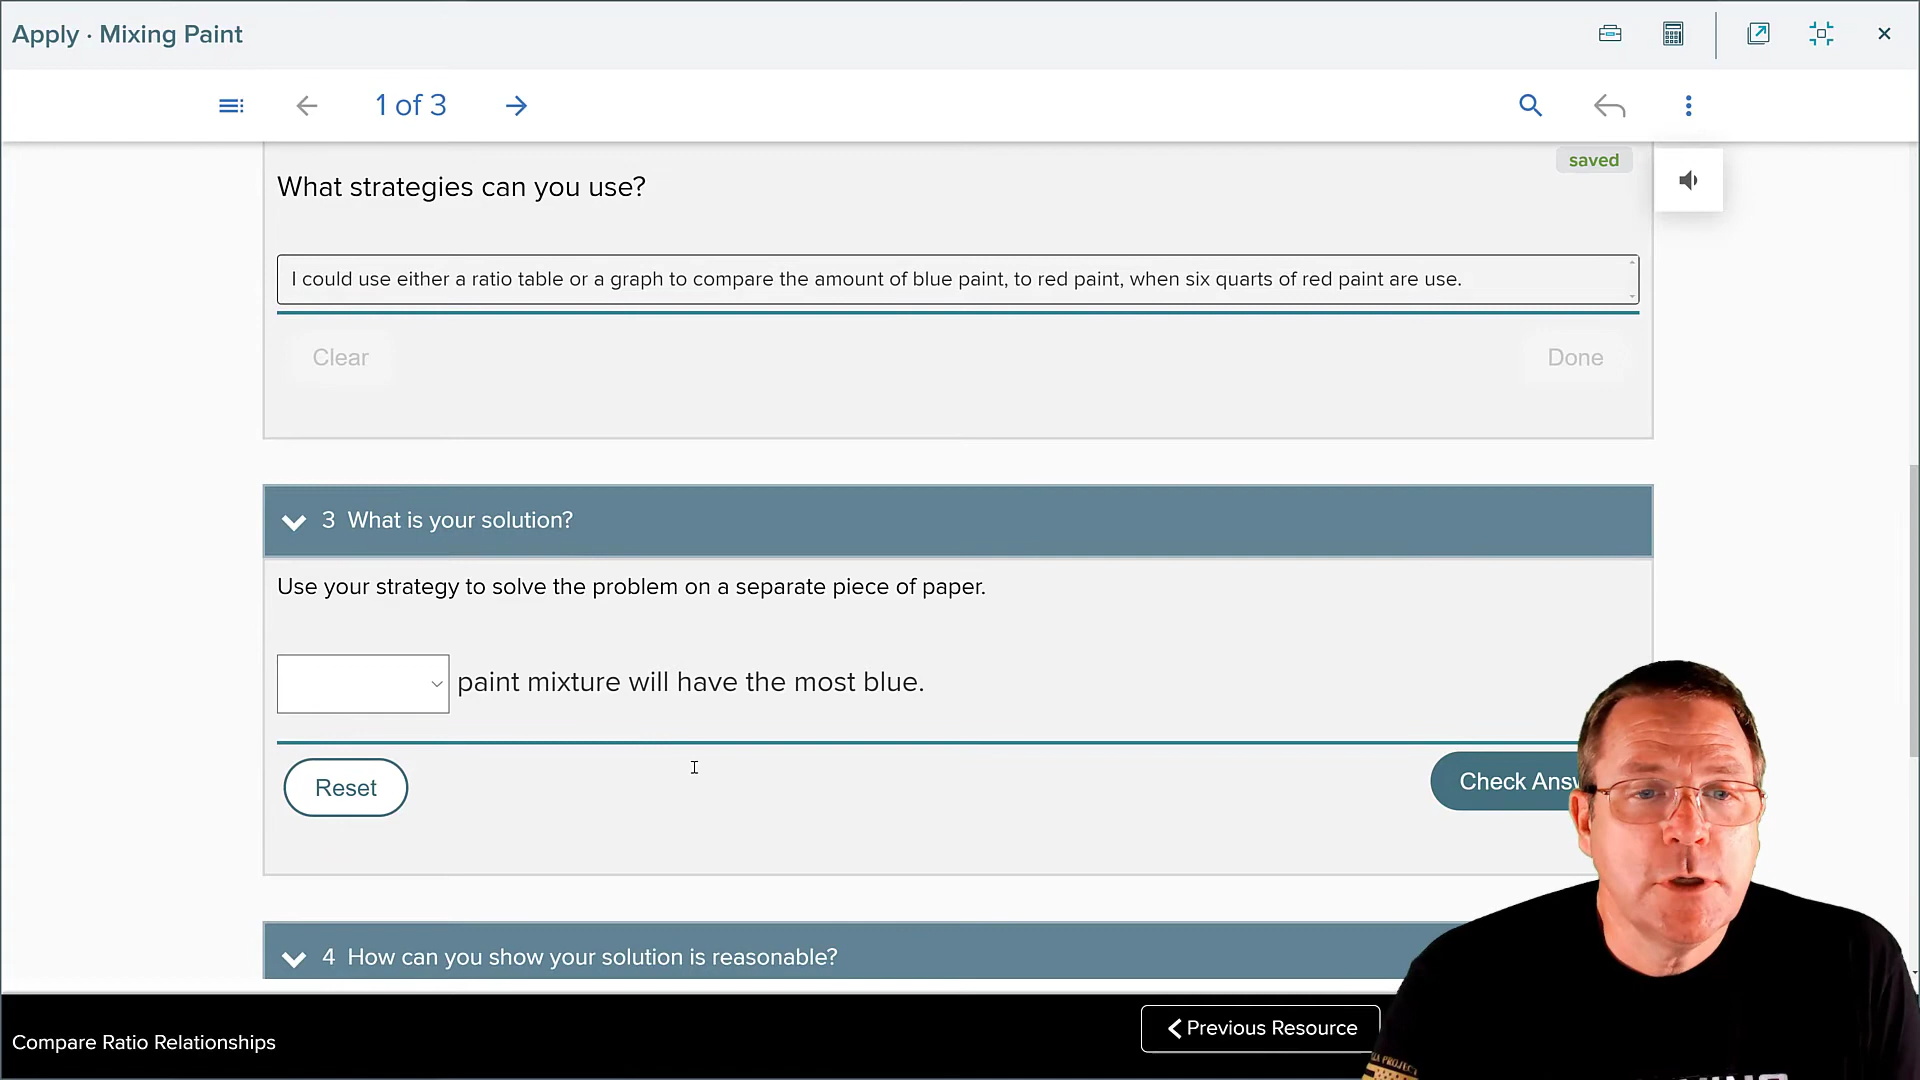 Apply · Mixing Paint
1 of 3
saved
What strategies can you use?
I could use either a ratio table or a graph to compare the amount of blue paint, to red paint, when six quarts of red paint are use.
Clear
Done
3 What is your solution?
Use your strategy to solve the problem on a separate piece of paper.
paint mixture will have the most blue.
Reset
Check Answ
4 How can you show your solution is reasonable?
Previous Resource
Compare Ratio Relationships
PROJECT